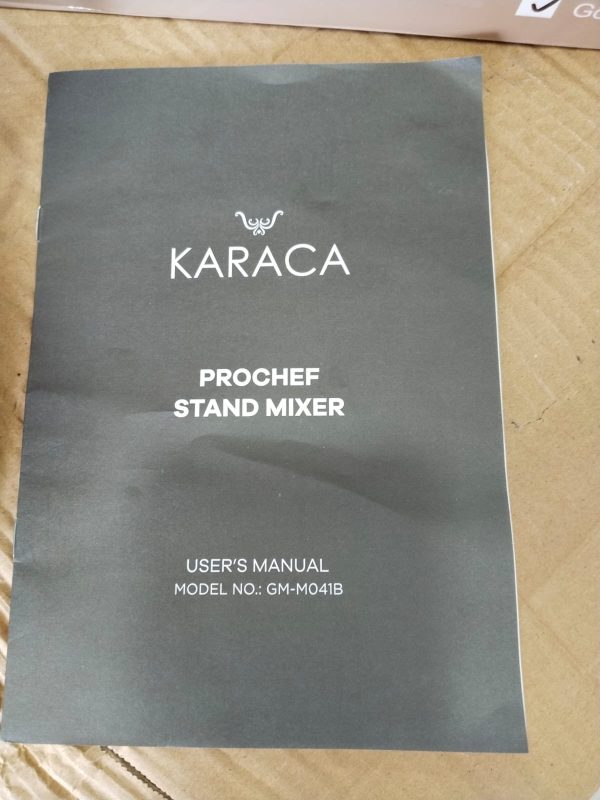 KARACA
PROCHEF
STAND MIXER
USER'S MANUAL
MODEL NO.: GM-M041B